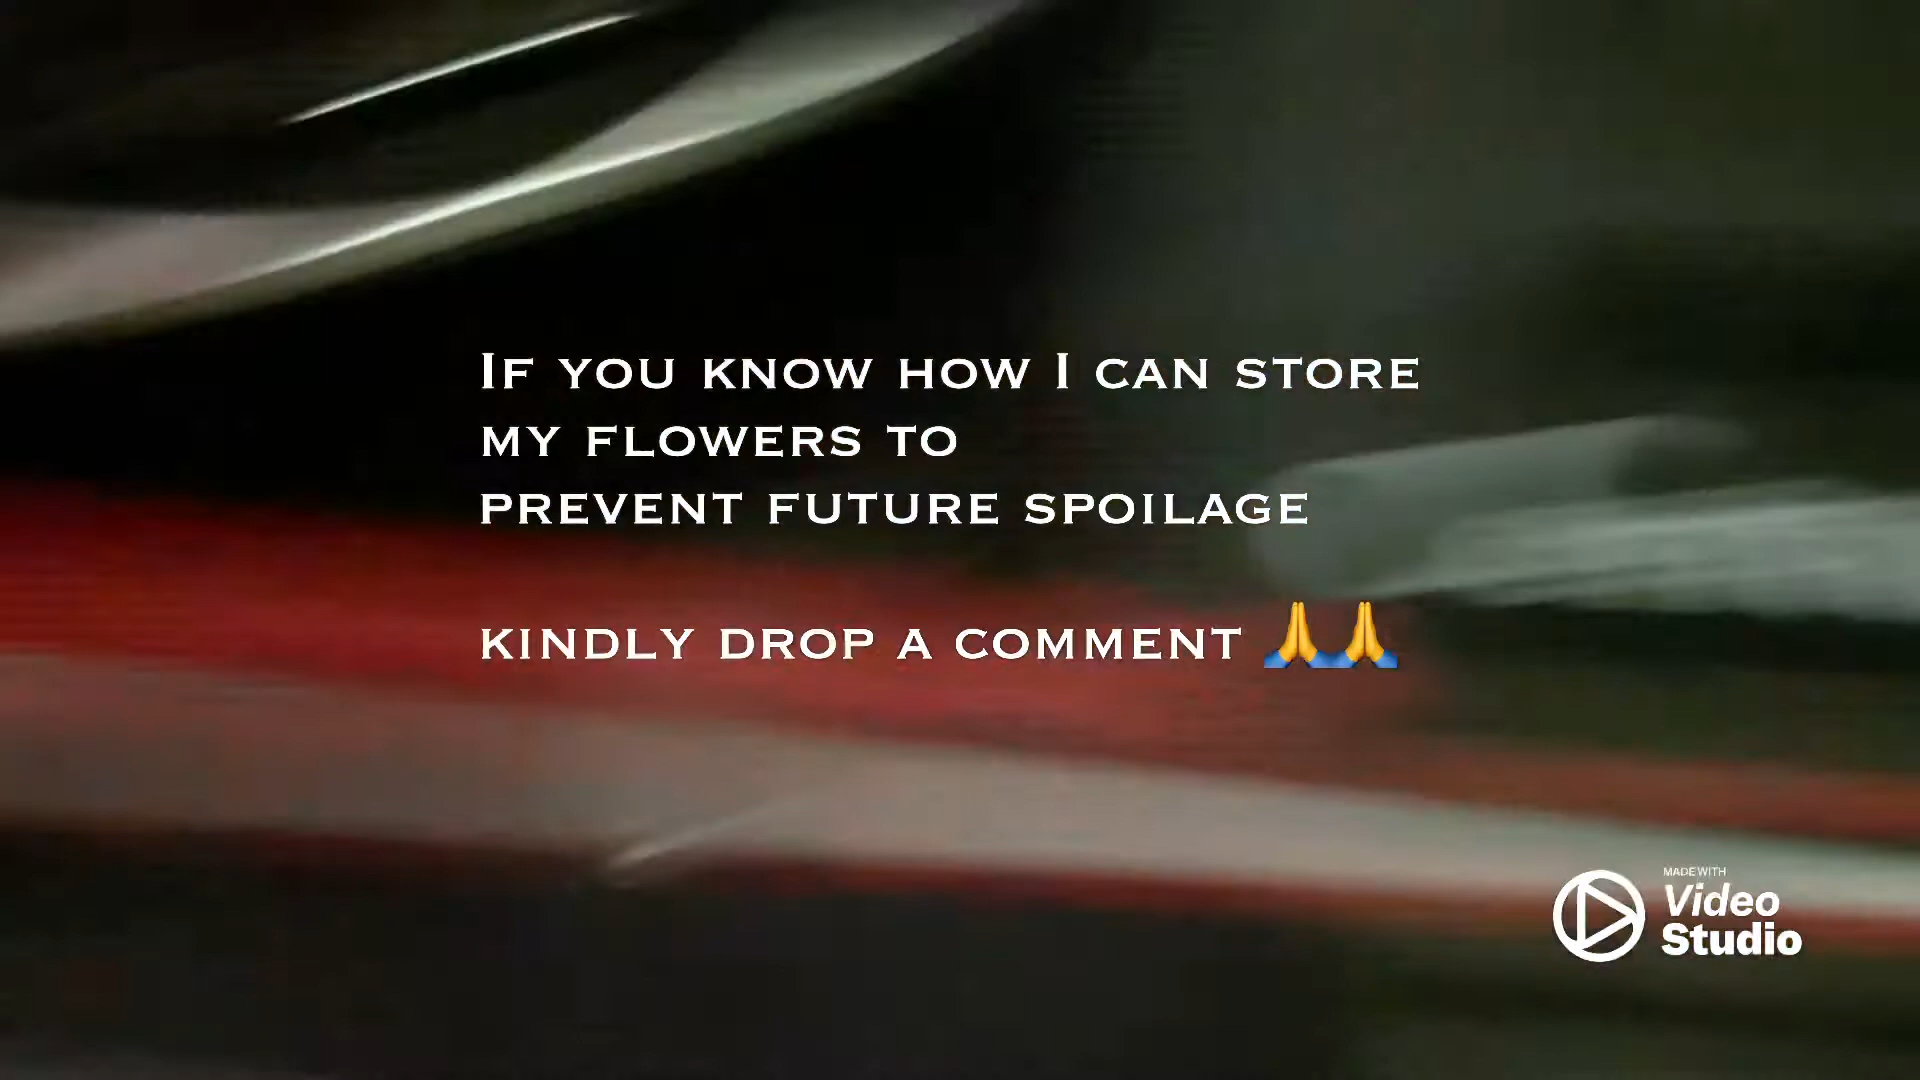 If you know how I can store
my flowers to
prevent future spoilage
kindly drop a comment 🙏🙏
MADE WITH
Video
Studio